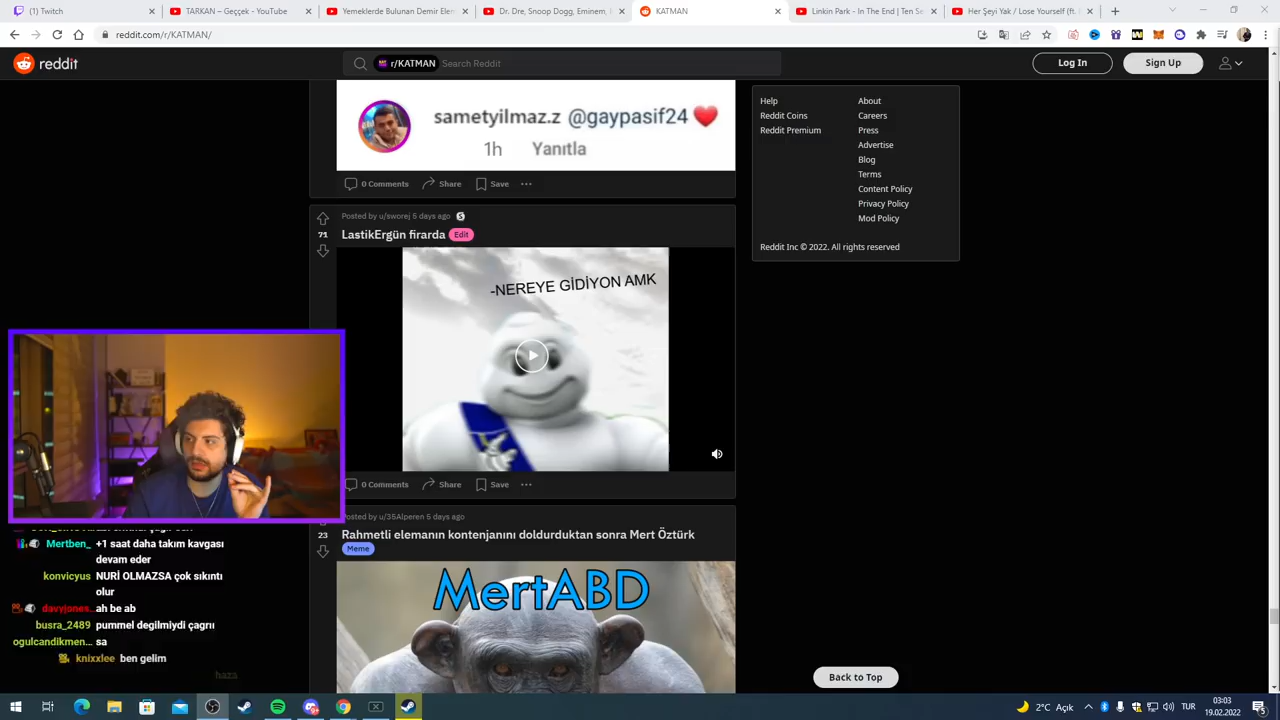 (1) Twitch
TARKAN – Geççek - YouTube
Yemeklerde Bulunan Demir Elem
Dr. Dre, Snoop Dogg, Eminem,
KATMAN
Linkin Park - In The End | Ten Se
Her Şeyi Yak / Lose Yourself (ft.
reddit.com/r/KATMAN/
reddit
r/KATMAN
Search Reddit
Log In
Sign Up
sametyilmaz.z @gaypasif24 ❤️
1h Yanıtla
0 Comments Share Save
Posted by u/sworej 5 days ago
71
LastikErgün firarda Edit
-NEREYE GİDİYON AMK
0 Comments Share Save
Posted by u/35Alperen 5 days ago
23
Rahmetli elemanın kontenjanını doldurduktan sonra Mert Öztürk
Meme
MertABD
Help
Reddit Coins
Reddit Premium
About
Careers
Press
Advertise
Blog
Terms
Content Policy
Privacy Policy
Mod Policy
Reddit Inc © 2022. All rights reserved
Back to Top
Mertben_ +1 saat daha takım kavgası
devam eder
konvicyus NURİ OLMAZSA çok sıkıntı
olur
davyjones.. ah be ab
busra_2489 pummel degilmiydi çagrıı
ogulcandikmen.. sa
knixxlee ben gelim
haza
2°C Açık
TUR
03:03
19.02.2022